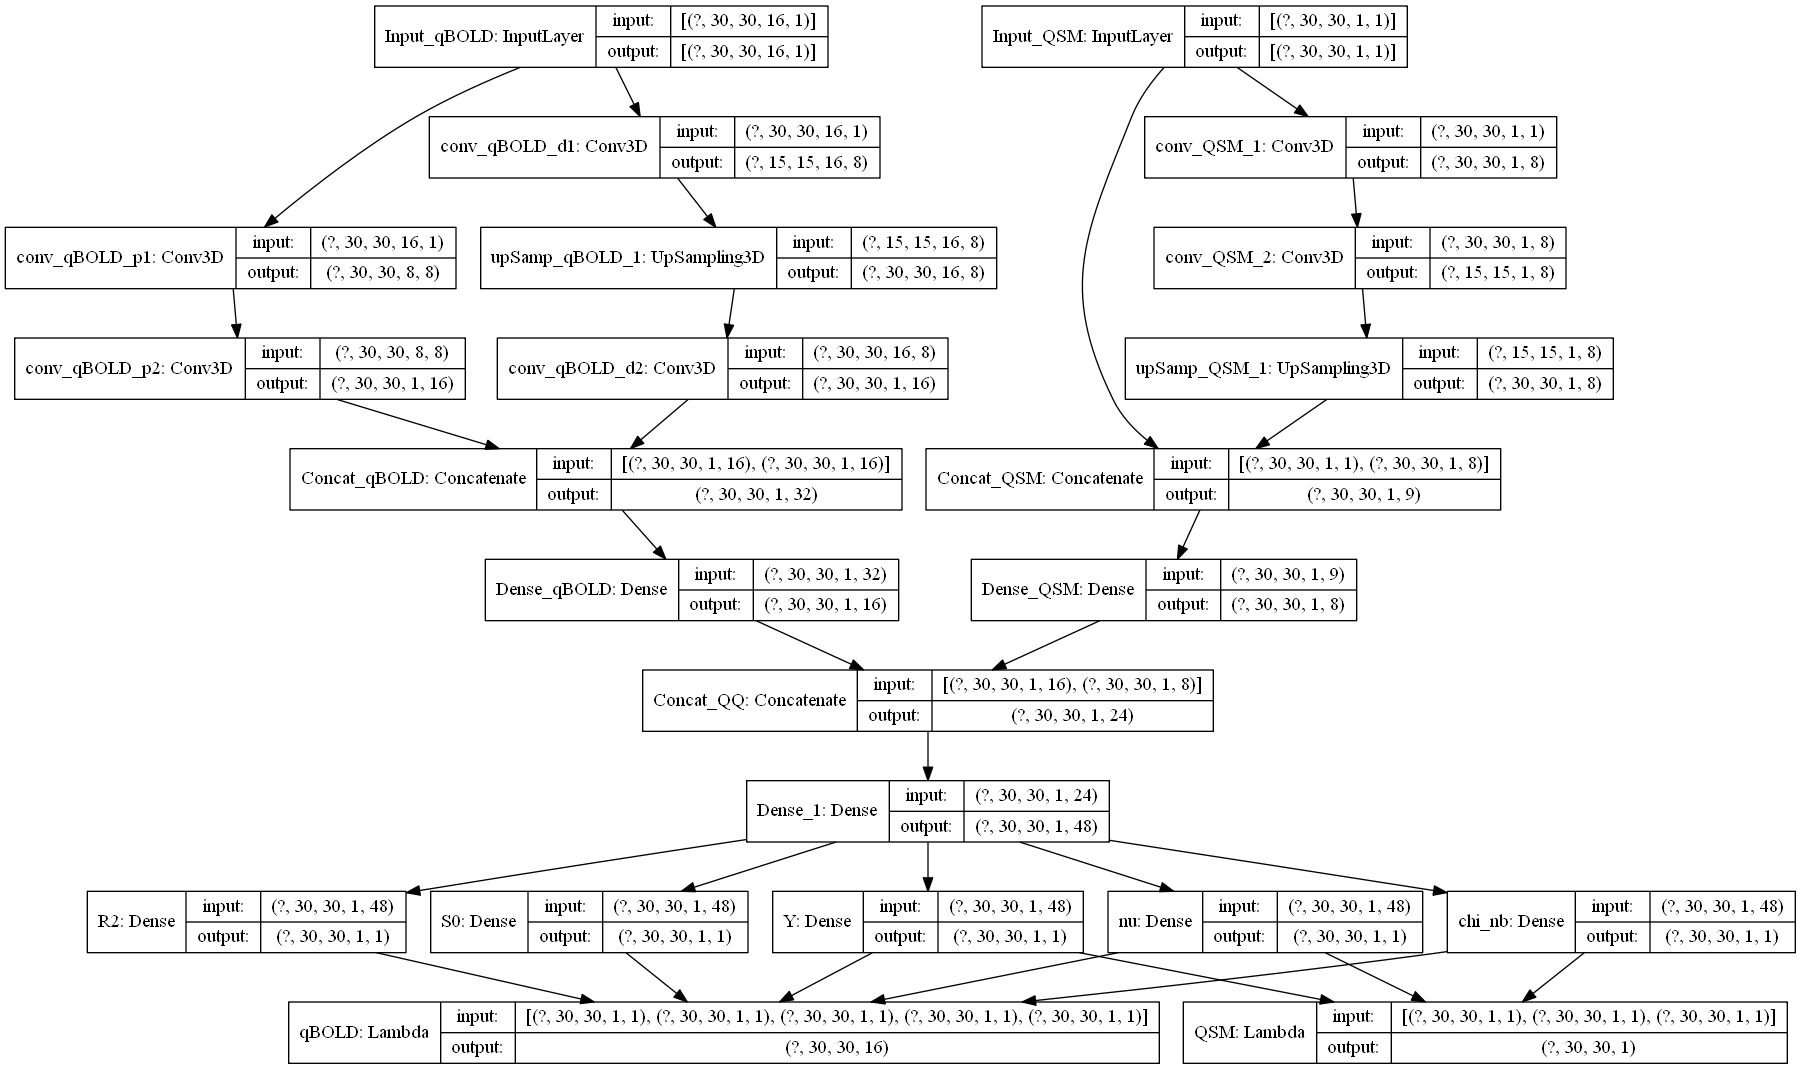 Input_qBOLD: InputLayer
input: [(?, 30, 30, 16, 1)]
output: [(?, 30, 30, 16, 1)]
Input_QSM: InputLayer
input: [(?, 30, 30, 1, 1)]
output: [(?, 30, 30, 1, 1)]
conv_qBOLD_d1: Conv3D
input: (?, 30, 30, 16, 1)
output: (?, 15, 15, 16, 8)
conv_QSM_1: Conv3D
input: (?, 30, 30, 1, 1)
output: (?, 30, 30, 1, 8)
conv_qBOLD_p1: Conv3D
input: (?, 30, 30, 16, 1)
output: (?, 30, 30, 8, 8)
upSamp_qBOLD_1: UpSampling3D
input: (?, 15, 15, 16, 8)
output: (?, 30, 30, 16, 8)
conv_QSM_2: Conv3D
input: (?, 30, 30, 1, 8)
output: (?, 15, 15, 1, 8)
conv_qBOLD_p2: Conv3D
input: (?, 30, 30, 8, 8)
output: (?, 30, 30, 1, 16)
conv_qBOLD_d2: Conv3D
input: (?, 30, 30, 16, 8)
output: (?, 30, 30, 1, 16)
upSamp_QSM_1: UpSampling3D
input: (?, 15, 15, 1, 8)
output: (?, 30, 30, 1, 8)
Concat_qBOLD: Concatenate
input: [(?, 30, 30, 1, 16), (?, 30, 30, 1, 16)]
output: (?, 30, 30, 1, 32)
Concat_QSM: Concatenate
input: [(?, 30, 30, 1, 1), (?, 30, 30, 1, 8)]
output: (?, 30, 30, 1, 9)
Dense_qBOLD: Dense
input: (?, 30, 30, 1, 32)
output: (?, 30, 30, 1, 16)
Dense_QSM: Dense
input: (?, 30, 30, 1, 9)
output: (?, 30, 30, 1, 8)
Concat_QQ: Concatenate
input: [(?, 30, 30, 1, 16), (?, 30, 30, 1, 8)]
output: (?, 30, 30, 1, 24)
Dense_1: Dense
input: (?, 30, 30, 1, 24)
output: (?, 30, 30, 1, 48)
R2: Dense
input: (?, 30, 30, 1, 48)
output: (?, 30, 30, 1, 1)
S0: Dense
input: (?, 30, 30, 1, 48)
output: (?, 30, 30, 1, 1)
Y: Dense
input: (?, 30, 30, 1, 48)
output: (?, 30, 30, 1, 1)
nu: Dense
input: (?, 30, 30, 1, 48)
output: (?, 30, 30, 1, 1)
chi_nb: Dense
input: (?, 30, 30, 1, 48)
output: (?, 30, 30, 1, 1)
qBOLD: Lambda
input: [(?, 30, 30, 1, 1), (?, 30, 30, 1, 1), (?, 30, 30, 1, 1), (?, 30, 30, 1, 1), (?, 30, 30, 1, 1)]
output: (?, 30, 30, 16)
QSM: Lambda
input: [(?, 30, 30, 1, 1), (?, 30, 30, 1, 1), (?, 30, 30, 1, 1)]
output: (?, 30, 30, 1)